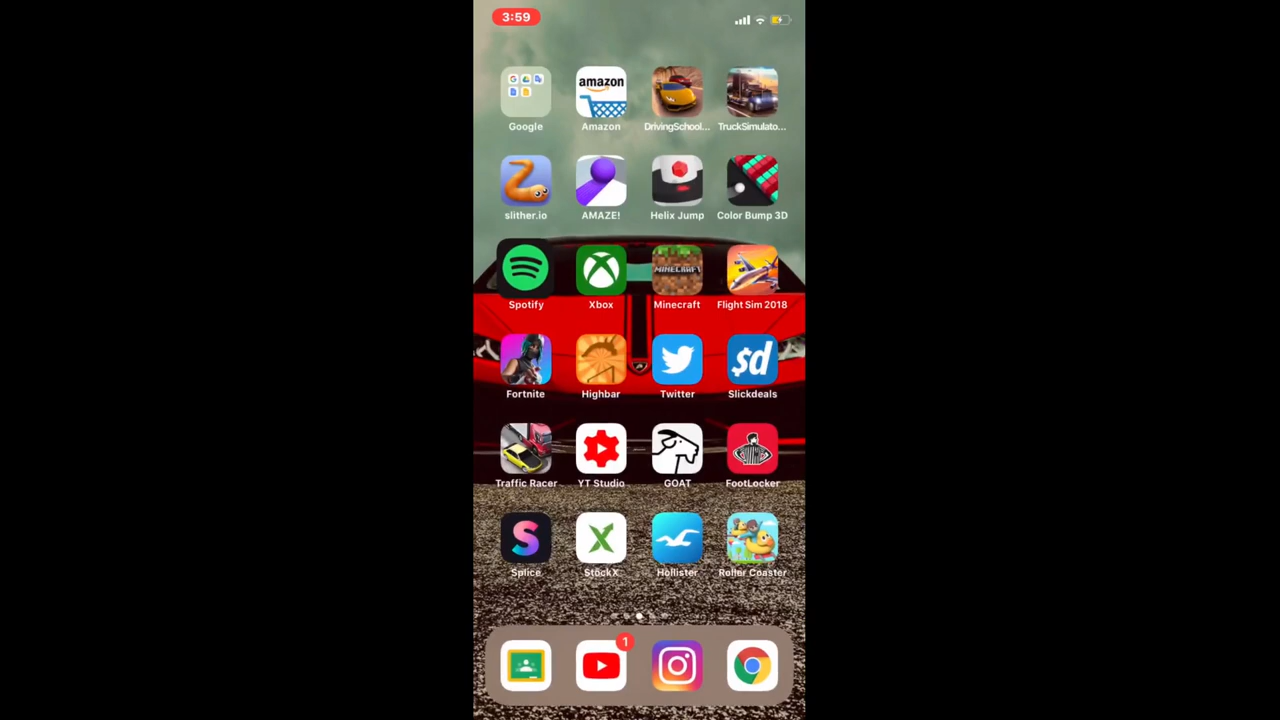 3:59
Google
amazon
Amazon
DrivingSchool...
TruckSimulato...
slither.io
AMAZE!
Helix Jump
Color Bump 3D
Spotify
Xbox
MINECRAFT
Minecraft
Flight Sim 2018
Fortnite
Highbar
$d
Twitter
Slickdeals
Traffic Racer
YT Studio
GOAT
FootLocker
S
Splice
X
StockX
Hollister
Roller Coaster
1